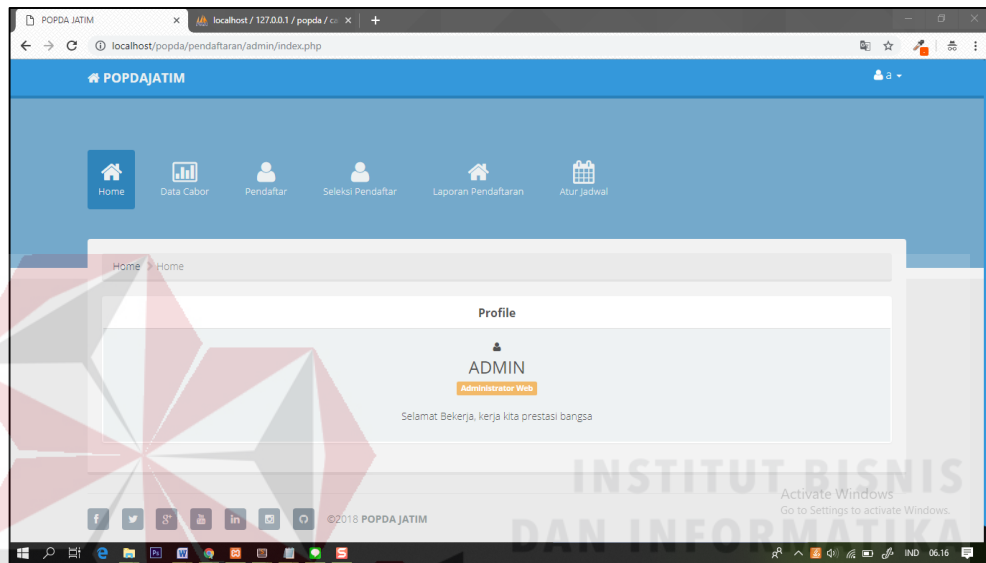 POPDA JATIM
localhost / 127.0.0.1 / popda / ca
localhost/popda/pendaftaran/admin/index.php
POPDAJATIM
a
Home
Data Cabor
Pendaftar
Seleksi Pendaftar
Laporan Pendaftaran
Atur Jadwal
Home > Home
Profile
ADMIN
Administrator Web
Selamat Bekerja, kerja kita prestasi bangsa
INSTITUT BISNIS
DAN INFORMATIKA
Activate Windows
Go to Settings to activate Windows.
©2018 POPDA JATIM
IND
06.16